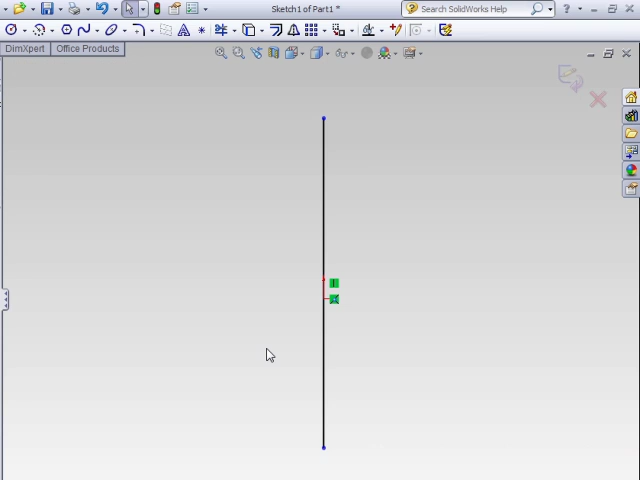 Sketch1 of Part1 *
Search SolidWorks Help
DimXpert
Office Products